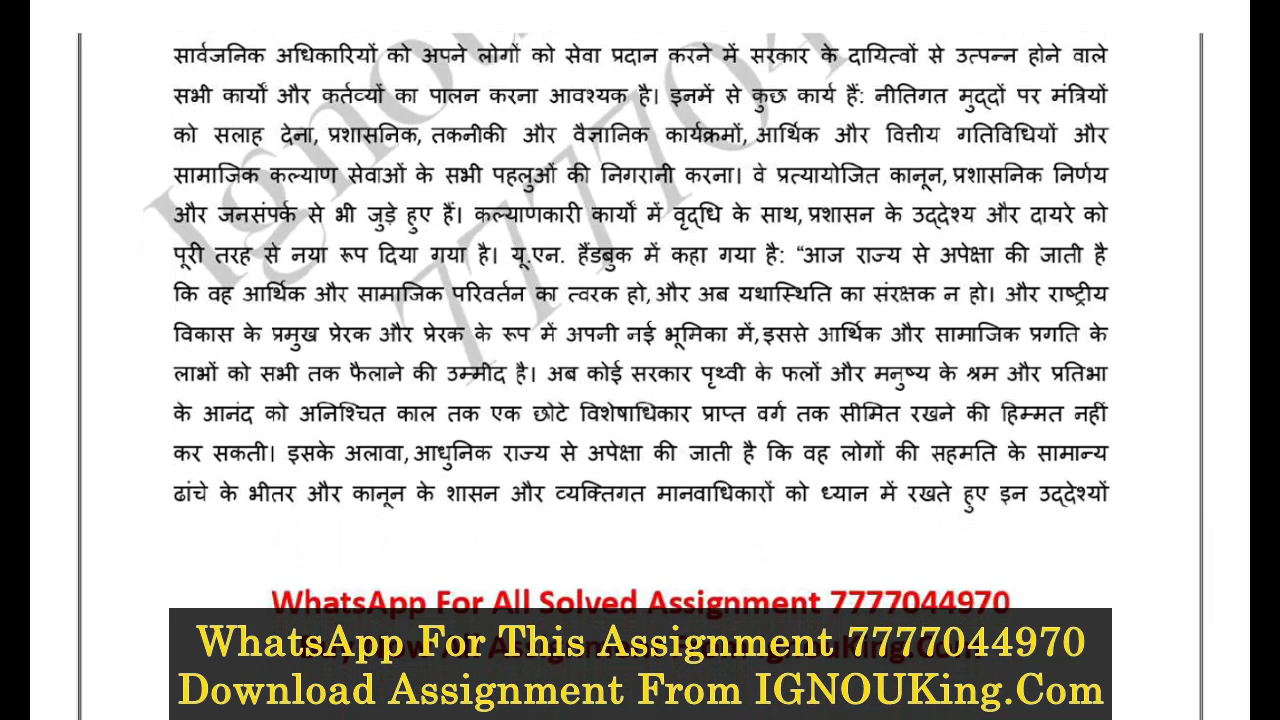 सार्वजनिक अधिकारियों को अपने लोगों को सेवा प्रदान करने में सरकार के दायित्वों से उत्पन्न होने वाले
सभी कार्यों और कर्तव्यों का पालन करना आवश्यक है। इनमें से कुछ कार्य हैं: नीतिगत मुद्दों पर मंत्रियों
को सलाह देना, प्रशासनिक, तकनीकी और वैज्ञानिक कार्यक्रमों, आर्थिक और वित्तीय गतिविधियों और
सामाजिक कल्याण सेवाओं के सभी पहलुओं की निगरानी करना। वे प्रत्यायोजित कानून, प्रशासनिक निर्णय
और जनसंपर्क से भी जुड़े हुए हैं। कल्याणकारी कार्यों में वृद्धि के साथ, प्रशासन के उद्देश्य और दायरे को
पूरी तरह से नया रूप दिया गया है। यू.एन. हैंडबुक में कहा गया है: “आज राज्य से अपेक्षा की जाती है
कि वह आर्थिक और सामाजिक परिवर्तन का त्वरक हो, और अब यथास्थिति का संरक्षक न हो। और राष्ट्रीय
विकास के प्रमुख प्रेरक और प्रेरक के रूप में अपनी नई भूमिका में, इससे आर्थिक और सामाजिक प्रगति के
लाभों को सभी तक फैलाने की उम्मीद है। अब कोई सरकार पृथ्वी के फलों और मनुष्य के श्रम और प्रतिभा
के आनंद को अनिश्चित काल तक एक छोटे विशेषाधिकार प्राप्त वर्ग तक सीमित रखने की हिम्मत नहीं
कर सकती। इसके अलावा, आधुनिक राज्य से अपेक्षा की जाती है कि वह लोगों की सहमति के सामान्य
ढांचे के भीतर और कानून के शासन और व्यक्तिगत मानवाधिकारों को ध्यान में रखते हुए इन उद्देश्यों
WhatsApp For All Solved Assignment 7777044970
WhatsApp For This Assignment 7777044970
Download Assignment From IGNOUKing.Com